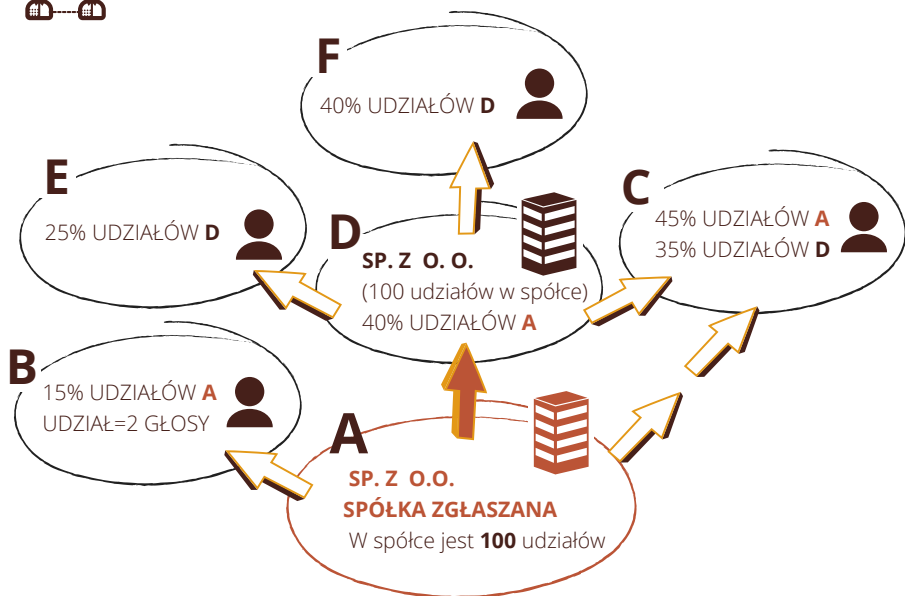 F
40% UDZIAŁÓW D
E
25% UDZIAŁÓW D
D
SP. Z O. O.
(100 udziałów w spółce)
40% UDZIAŁÓW A
C
45% UDZIAŁÓW A
35% UDZIAŁÓW D
B
15% UDZIAŁÓW A
UDZIAŁ=2 GŁOSY
A
SP. Z O.O.
SPÓŁKA ZGŁASZANA
W spółce jest 100 udziałów